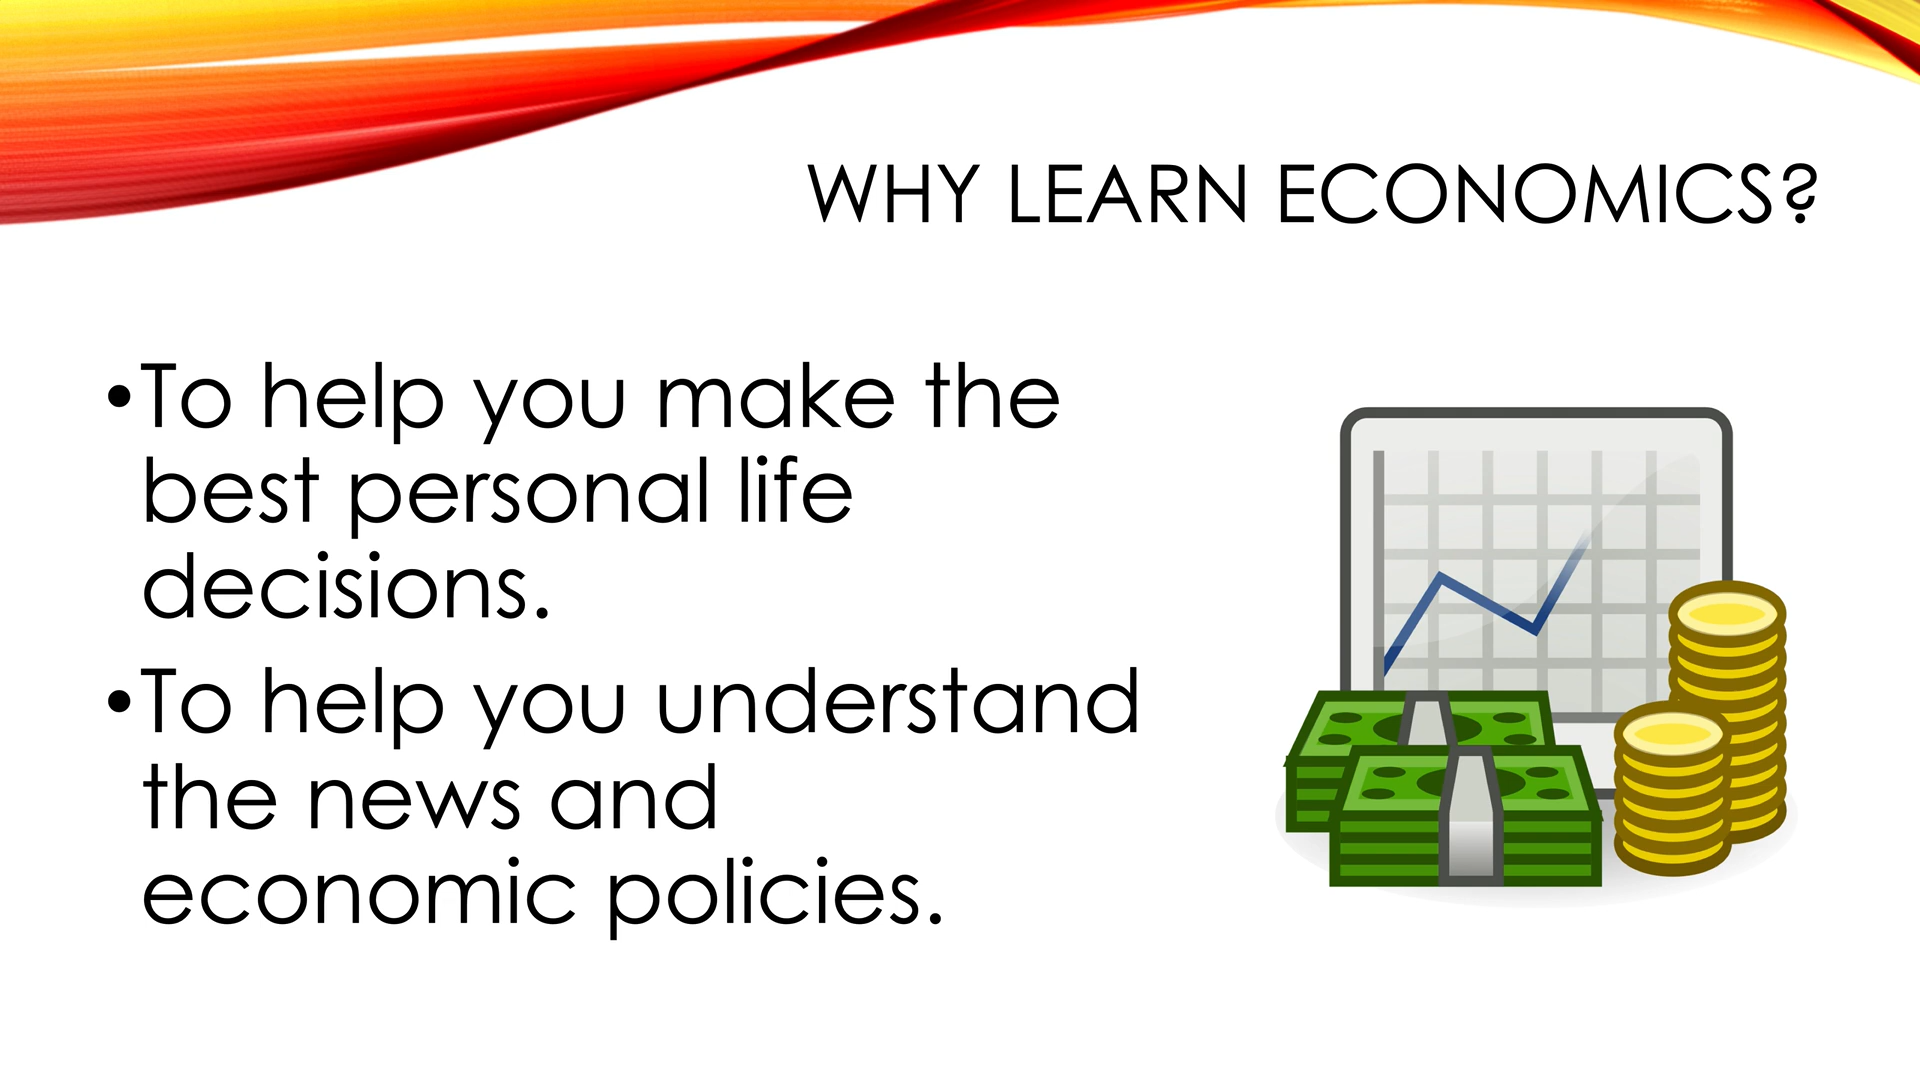 WHY LEARN ECONOMICS?
•To help you make the
best personal life
decisions.
•To help you understand
the news and
economic policies.